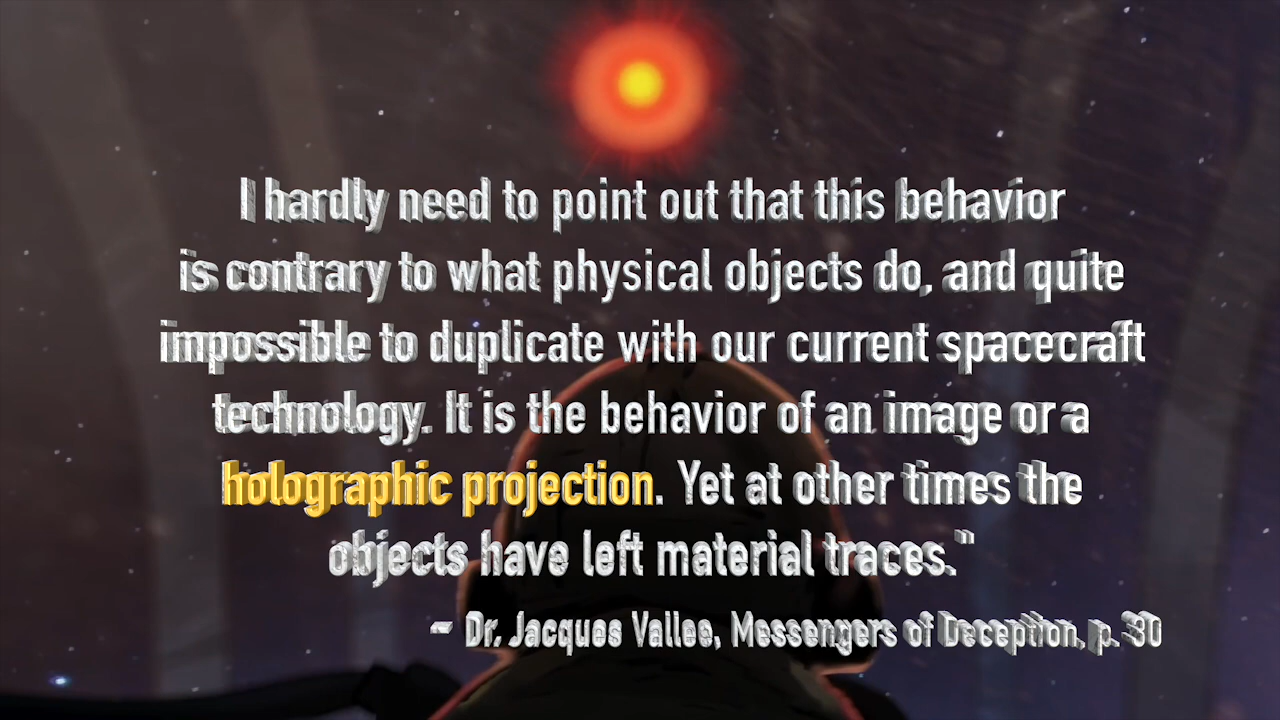 I hardly need to point out that this behavior
is contrary to what physical objects do, and quite
impossible to duplicate with our current spacecraft
technology. It is the behavior of an image or a
holographic projection. Yet at other times the
objects have left material traces."
~ Dr. Jacques Vallee, Messengers of Deception, p. 30